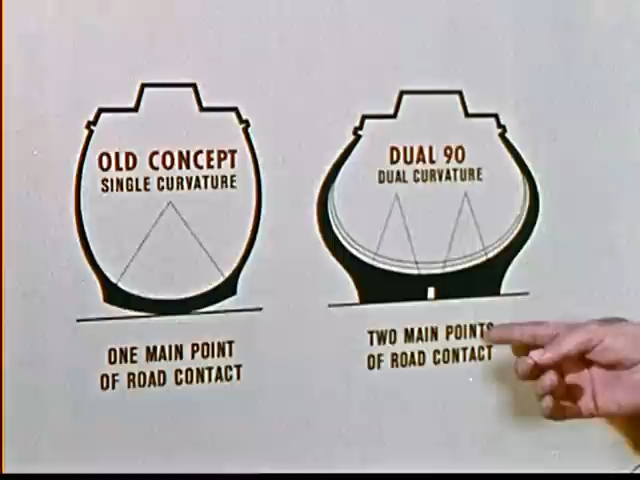 OLD CONCEPT
SINGLE CURVATURE
ONE MAIN POINT
OF ROAD CONTACT
DUAL 90
DUAL CURVATURE
TWO MAIN POINTS
OF ROAD CONTACT